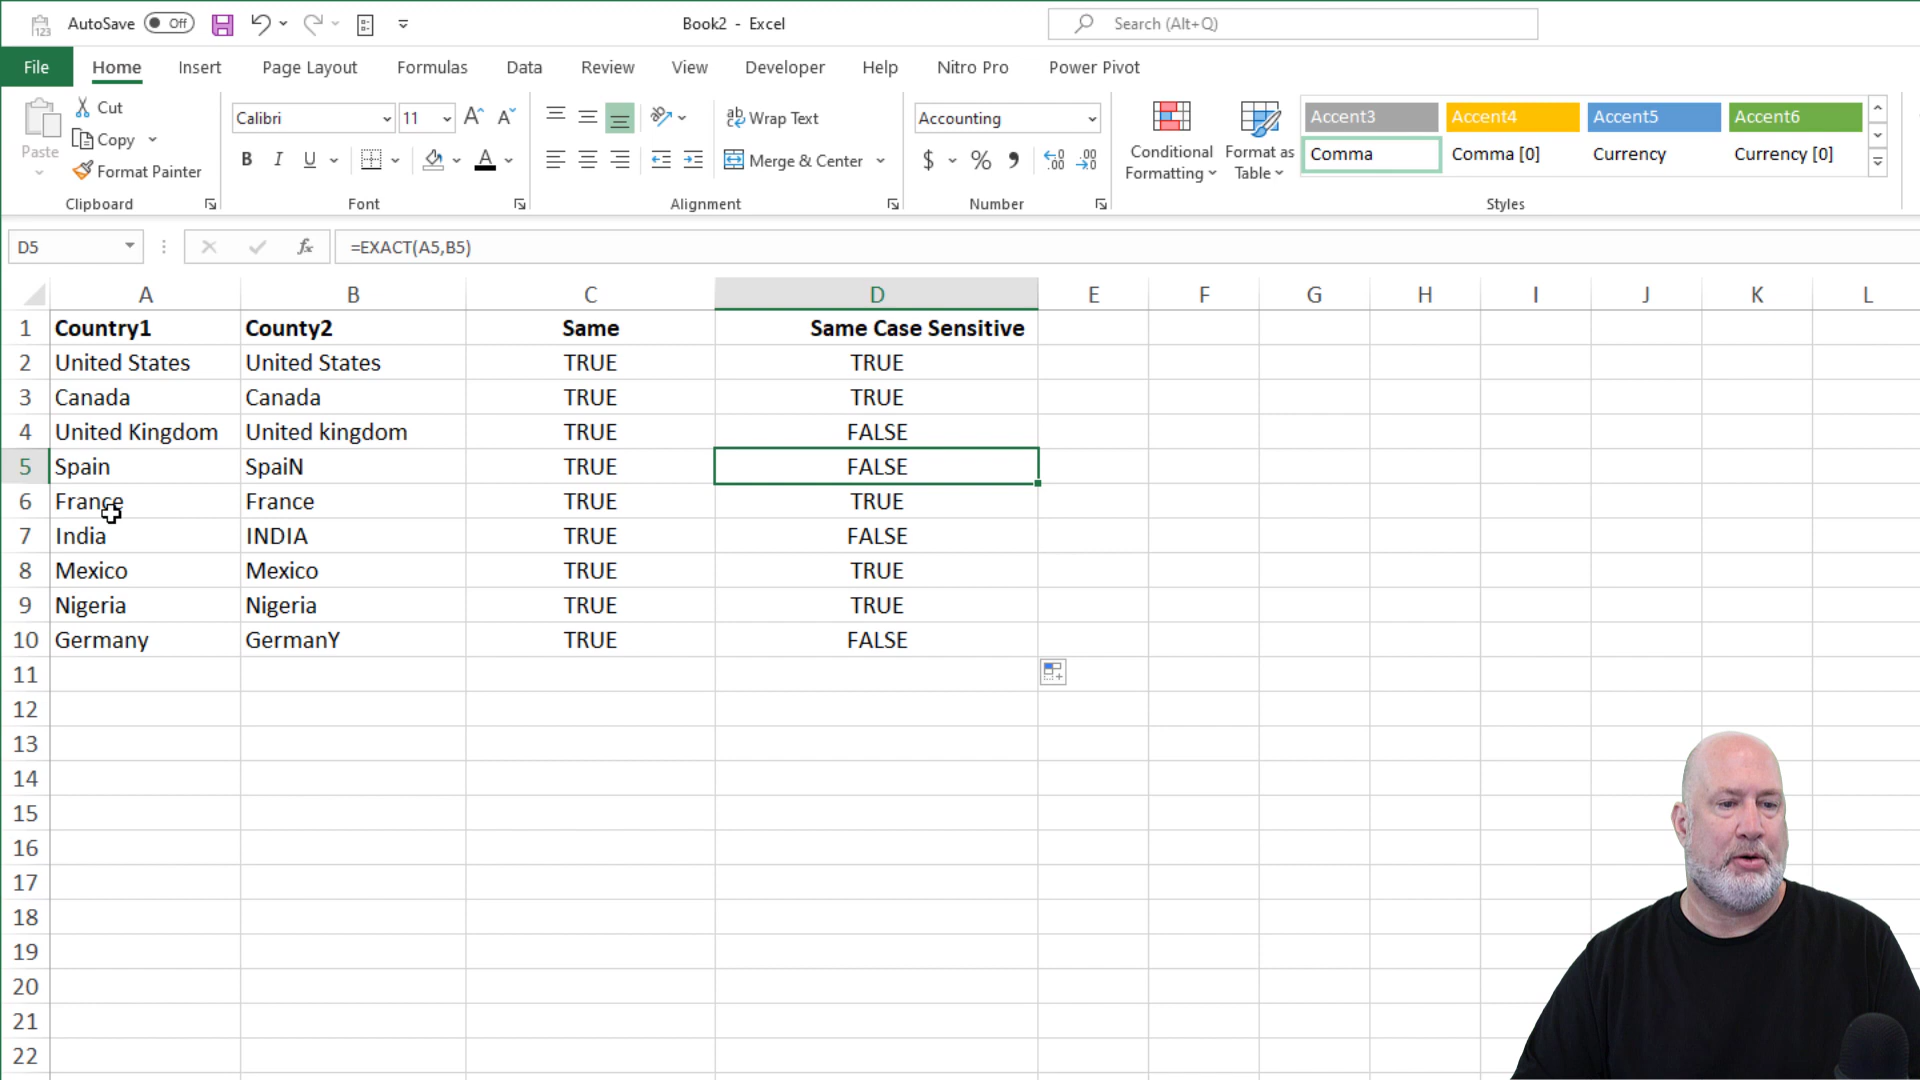 AutoSave Off Book2 - Excel Search (Alt+Q)
File Home Insert Page Layout Formulas Data Review View Developer Help Nitro Pro Power Pivot
Paste Cut Copy Format Painter
Calibri 11
B I U A
Wrap Text
Merge & Center
Accounting
$ % 9
Conditional Formatting
Format as Table
Accent3 Accent4 Accent5 Accent6
Comma Comma [0] Currency Currency [0]
Clipboard Font Alignment Number Styles
D5 fx =EXACT(A5,B5)
A B C D E F G H I J K L
1 Country1 County2 Same Same Case Sensitive
2 United States United States TRUE TRUE
3 Canada Canada TRUE TRUE
4 United Kingdom United kingdom TRUE FALSE
5 Spain SpaiN TRUE FALSE
6 France France TRUE TRUE
7 India INDIA TRUE FALSE
8 Mexico Mexico TRUE TRUE
9 Nigeria Nigeria TRUE TRUE
10 Germany GermanY TRUE FALSE
11
12
13
14
15
16
17
18
19
20
21
22